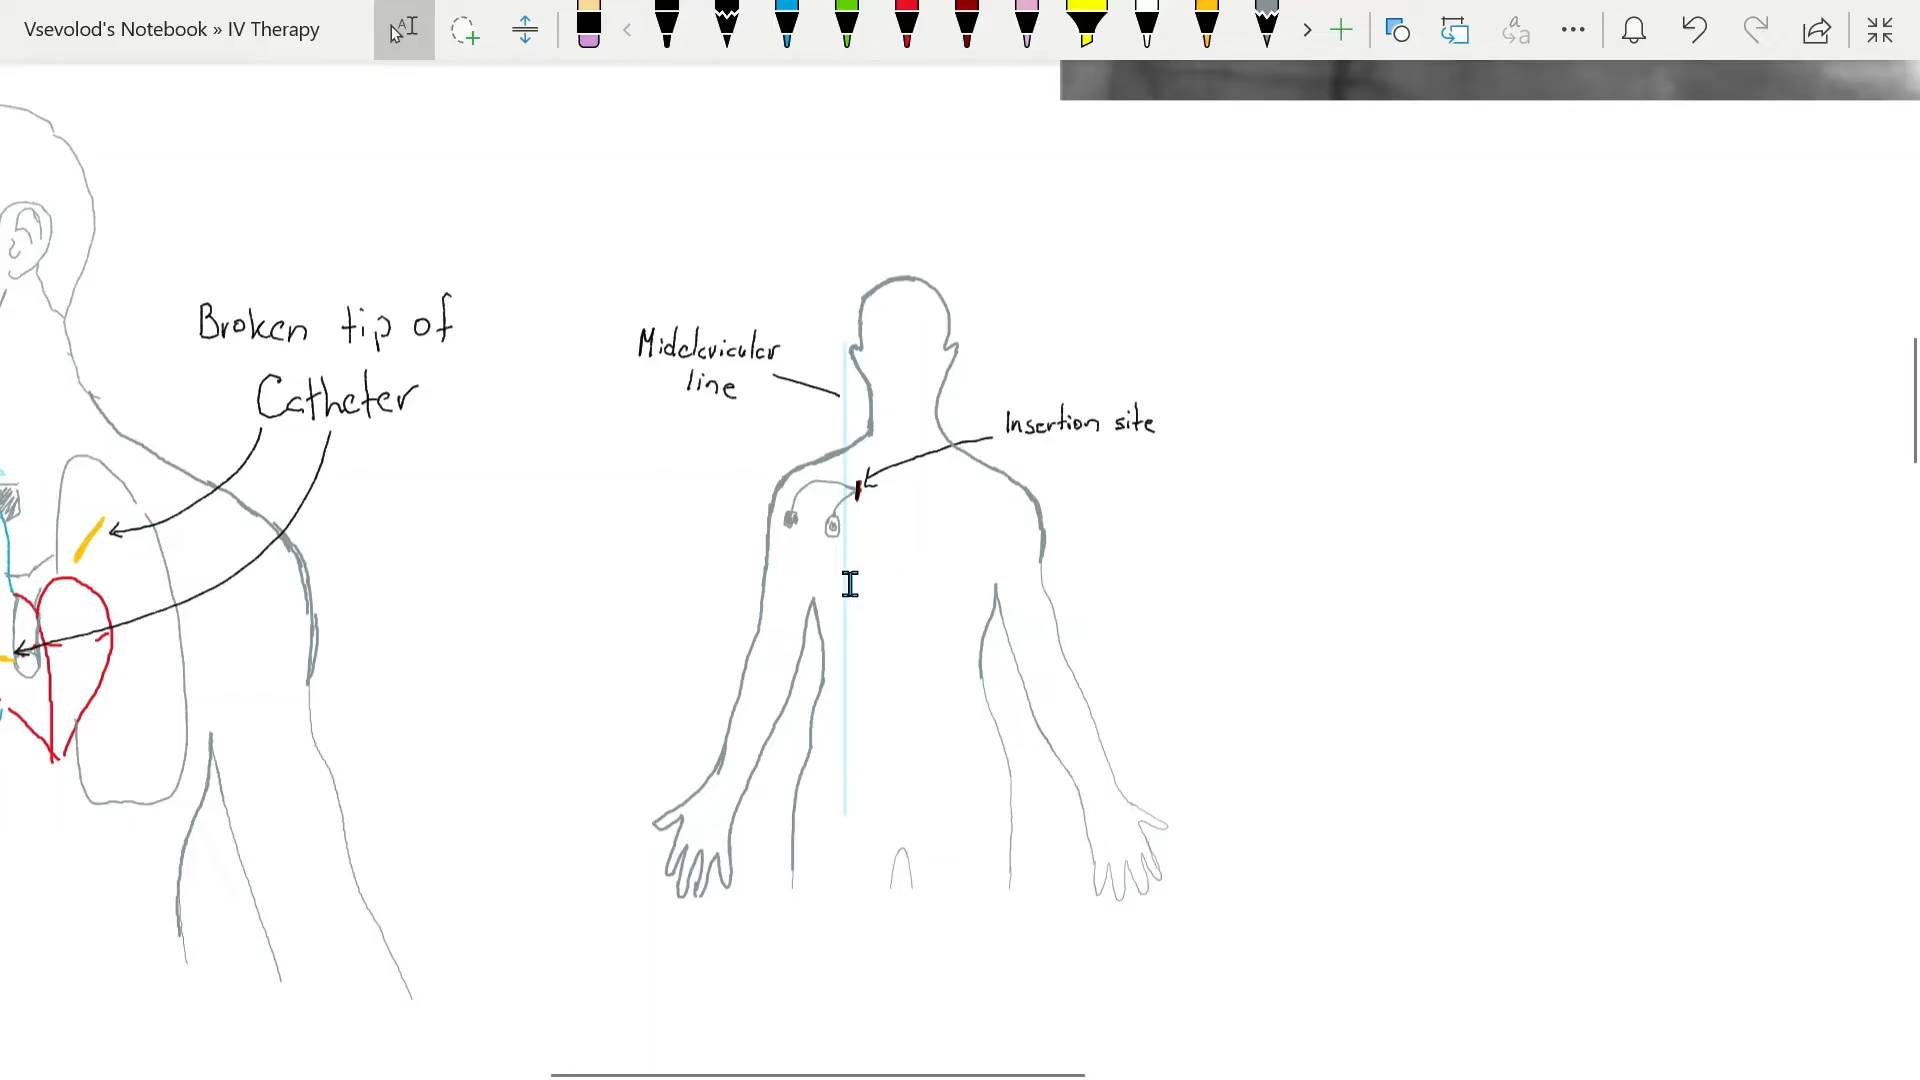 Vsevolod's Notebook » IV Therapy
Broken tip of
Catheter
Midclavicular
line
Insertion site